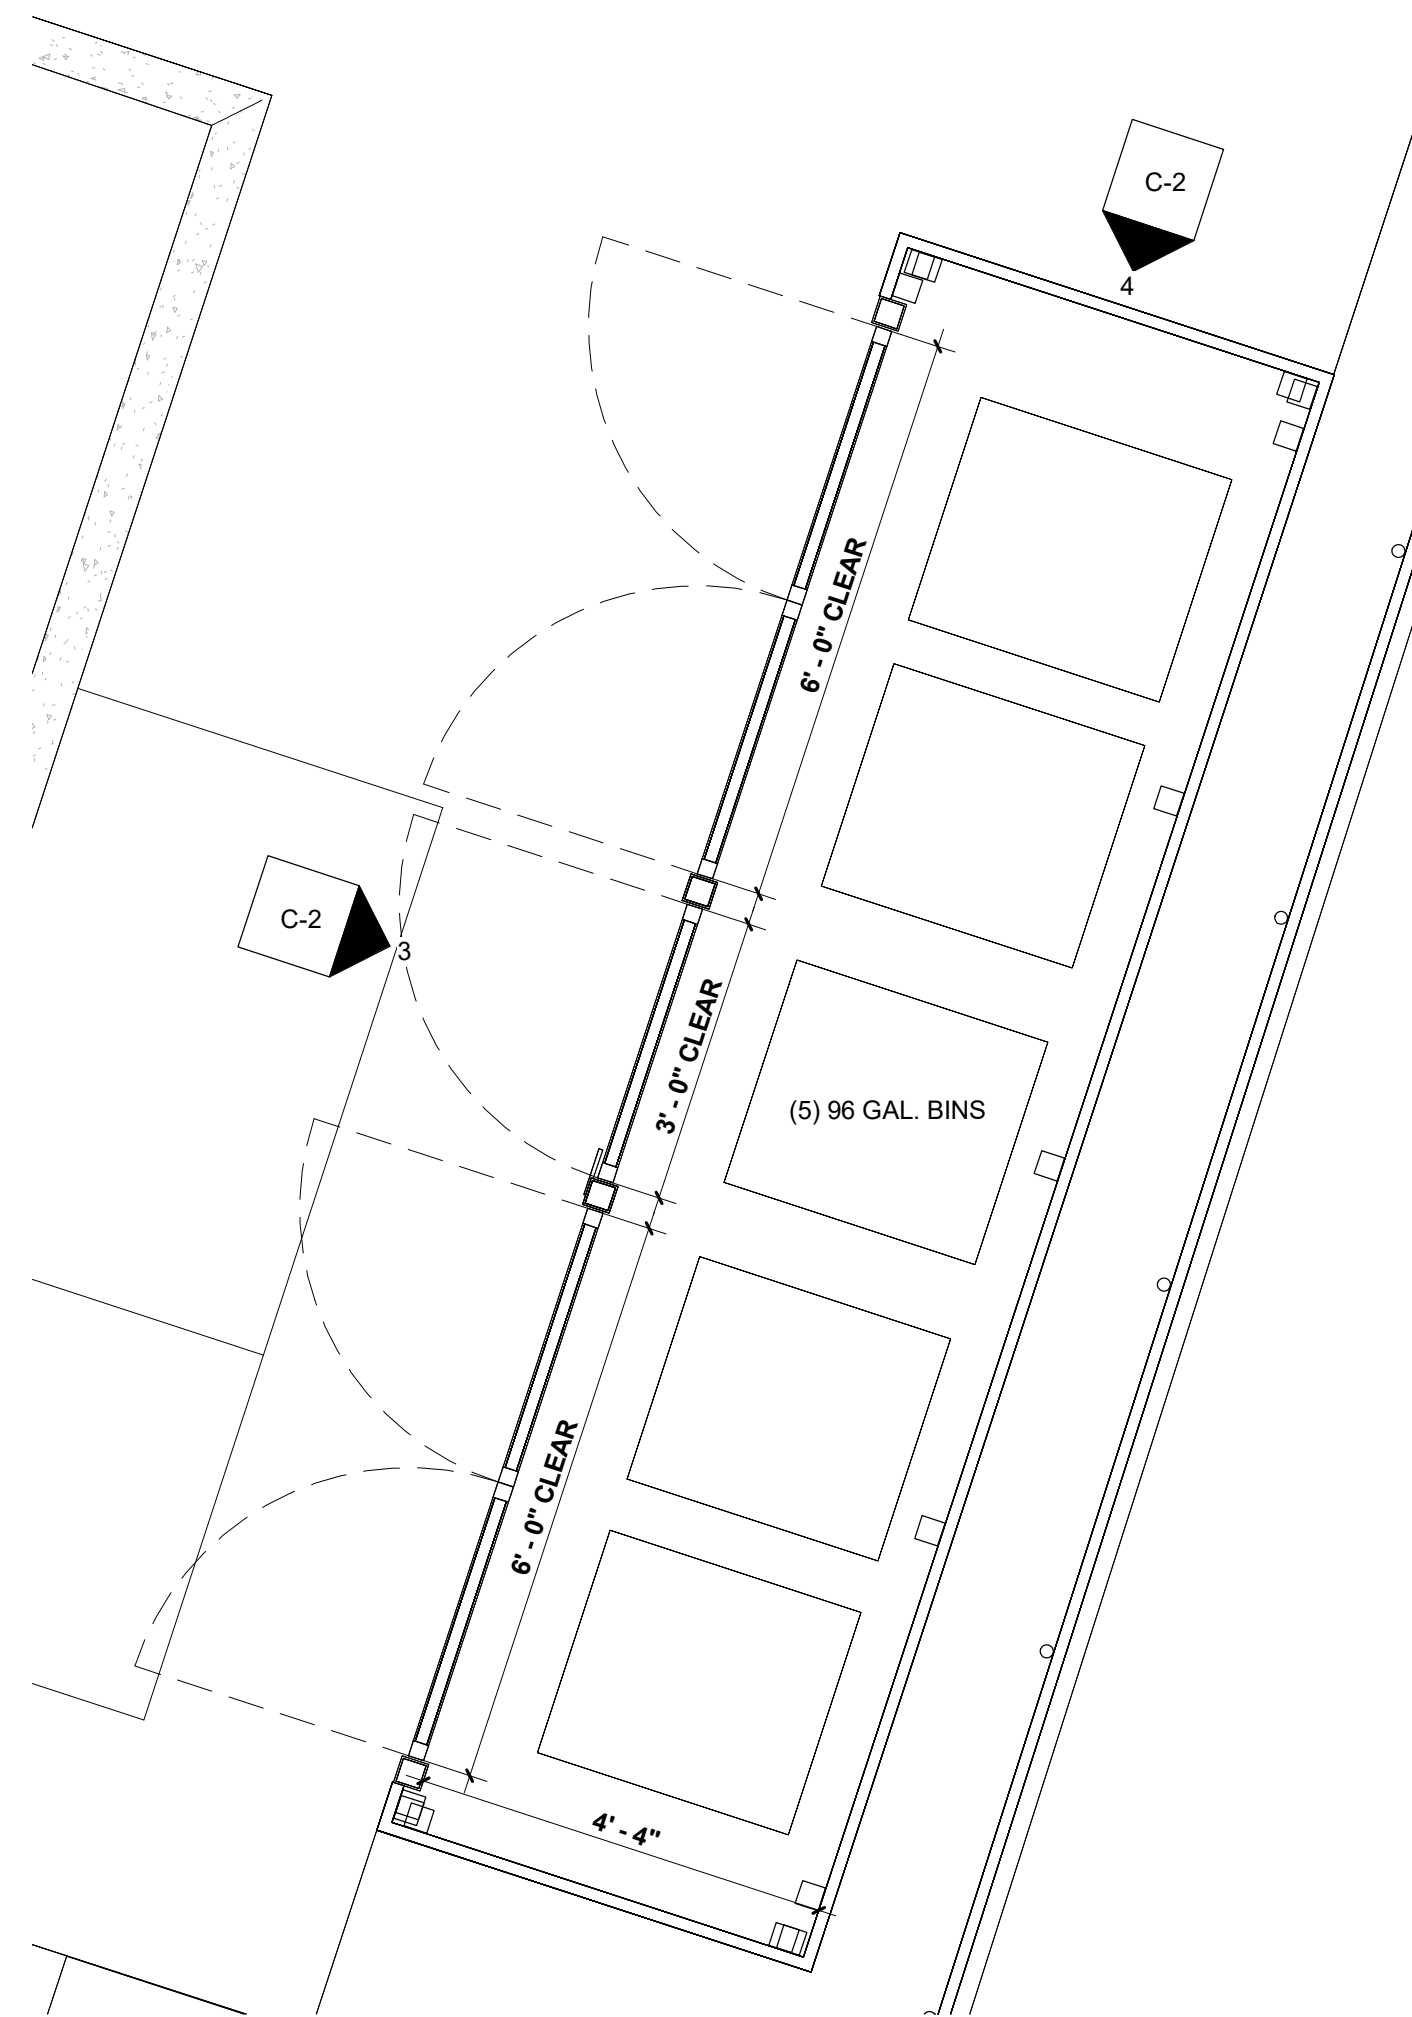 C-2
4
6' - 0" CLEAR
C-2
3
3' - 0" CLEAR
(5) 96 GAL. BINS
6' - 0" CLEAR
4' - 4"